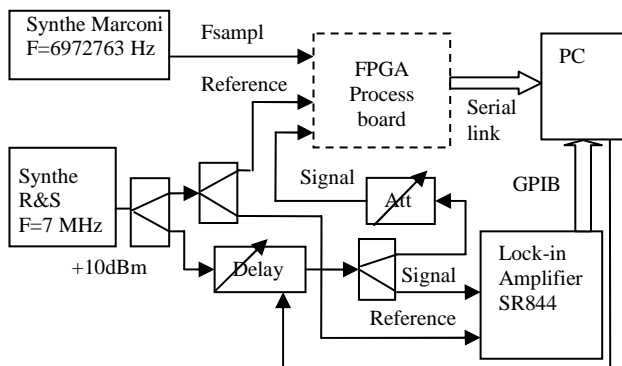 Synthe Marconi
F=6972763 Hz
Fsampl
FPGA
Process
board
PC
Reference
Serial
link
Synthe
R&S
F=7 MHz
Signal
Att
GPIB
+10dBm
Delay
Signal
Lock-in
Amplifier
SR844
Reference